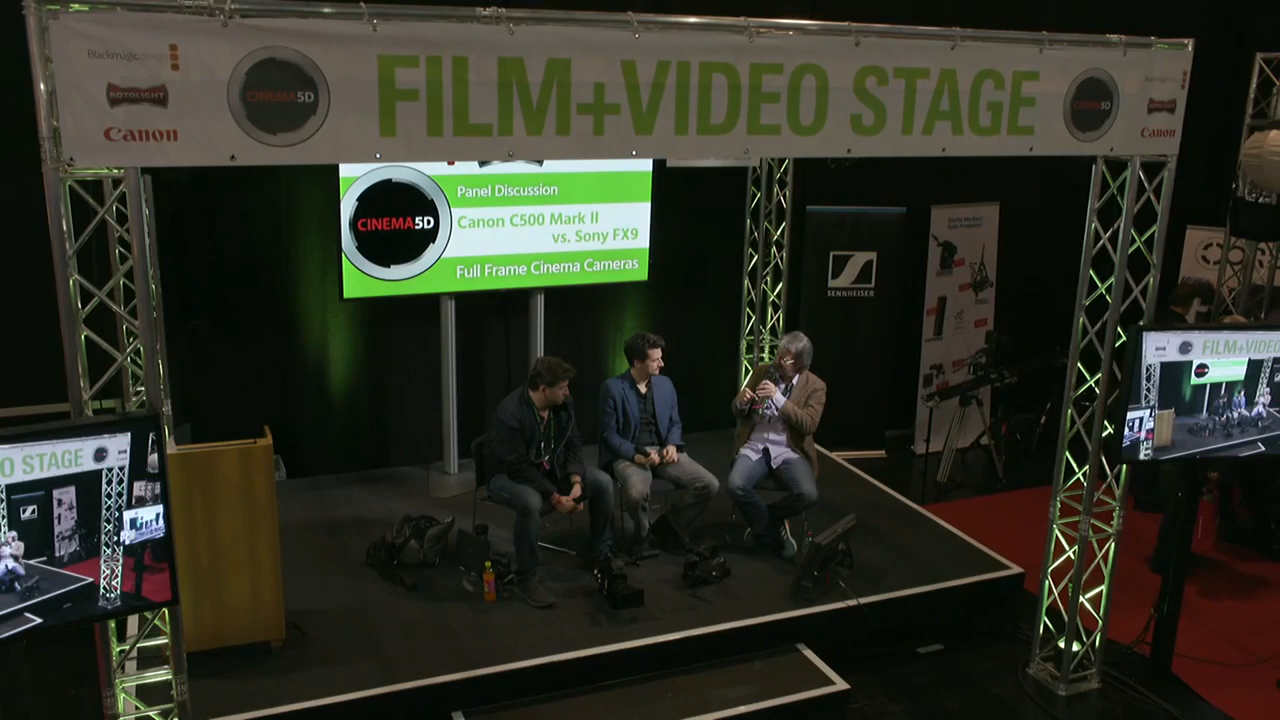 Blackmagicdesign
ROTOLIGHT
Canon
CINEMA5D
FILM+VIDEO STAGE
CINEMA5D
Canon
CINEMA5D
Panel Discussion
Canon C500 Mark II
vs. Sony FX9
Full Frame Cinema Cameras
SENNHEISER
O STAGE
FILM+VIDEO